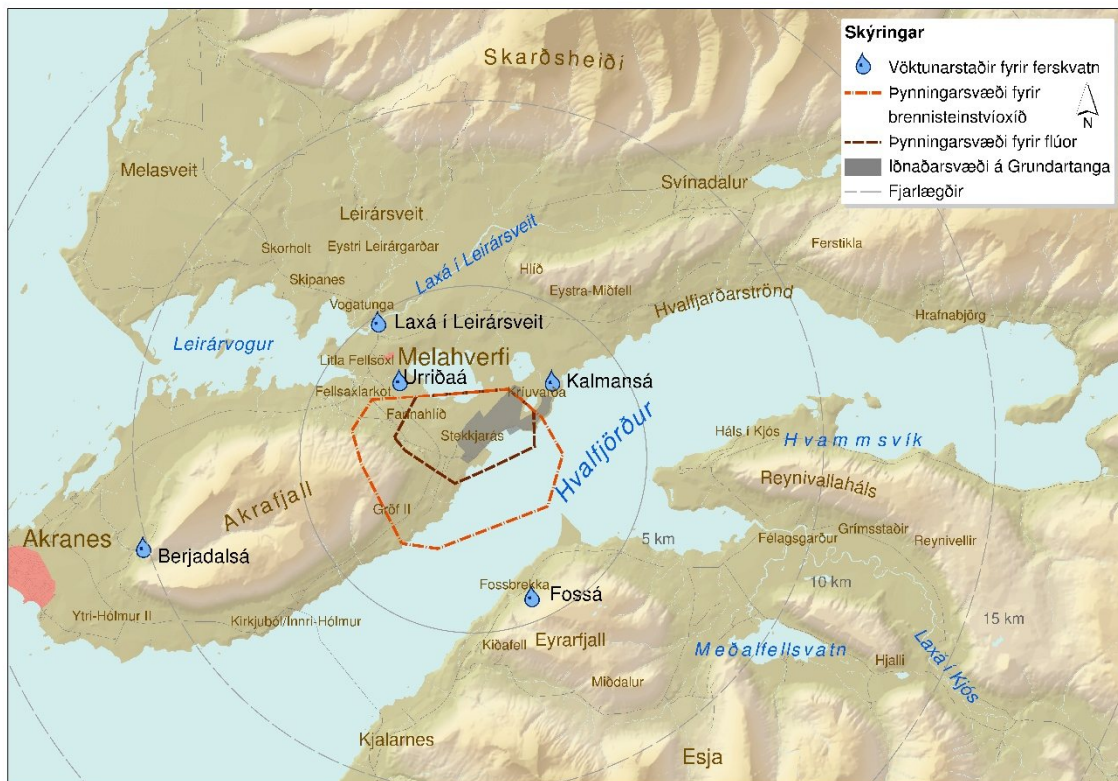 Skýringar
Vöktunarstaðir fyrir ferskvatn
Þynningarsvæði fyrir
brennisteinstvíoxíð
N
Þynningarsvæði fyrir flúor
Iðnaðarsvæði á Grundartanga
Fjarlægðir
Skarðsheiði
Melasveit
Svínadalur
Leirársveit
Skorholt
Eystri Leirárgarðar
Laxá í Leirársveit
Ferstikla
Skipanes
Hlíð
Eystra-Miðfell
Vogatunga
Hvalfjarðarströnd
Hrafnabjörg
Laxá í Leirársveit
Leirárvogur
Litla Fellsöxl
Melahverfi
Urriðaá
Kalmansá
Fellsaxlarkot
Kríuvarða
Fannahlíð
Stekkjarás
Hvalfjörður
Háls í Kjós
Hvammsvík
Reynivallaháls
Akrafjall
Gröf II
Grímsstaðir
Félagsgarður
Reynivellir
5 km
Akranes
Berjadalsá
10 km
Fossbrekka
Fossá
15 km
Ytri-Hólmur II
Kirkjuból/Innri-Hólmur
Kiðafell
Eyrarfjall
Meðalfellsvatn
Hjalli
Laxá í Kjós
Miðdalur
Kjalarnes
Esja